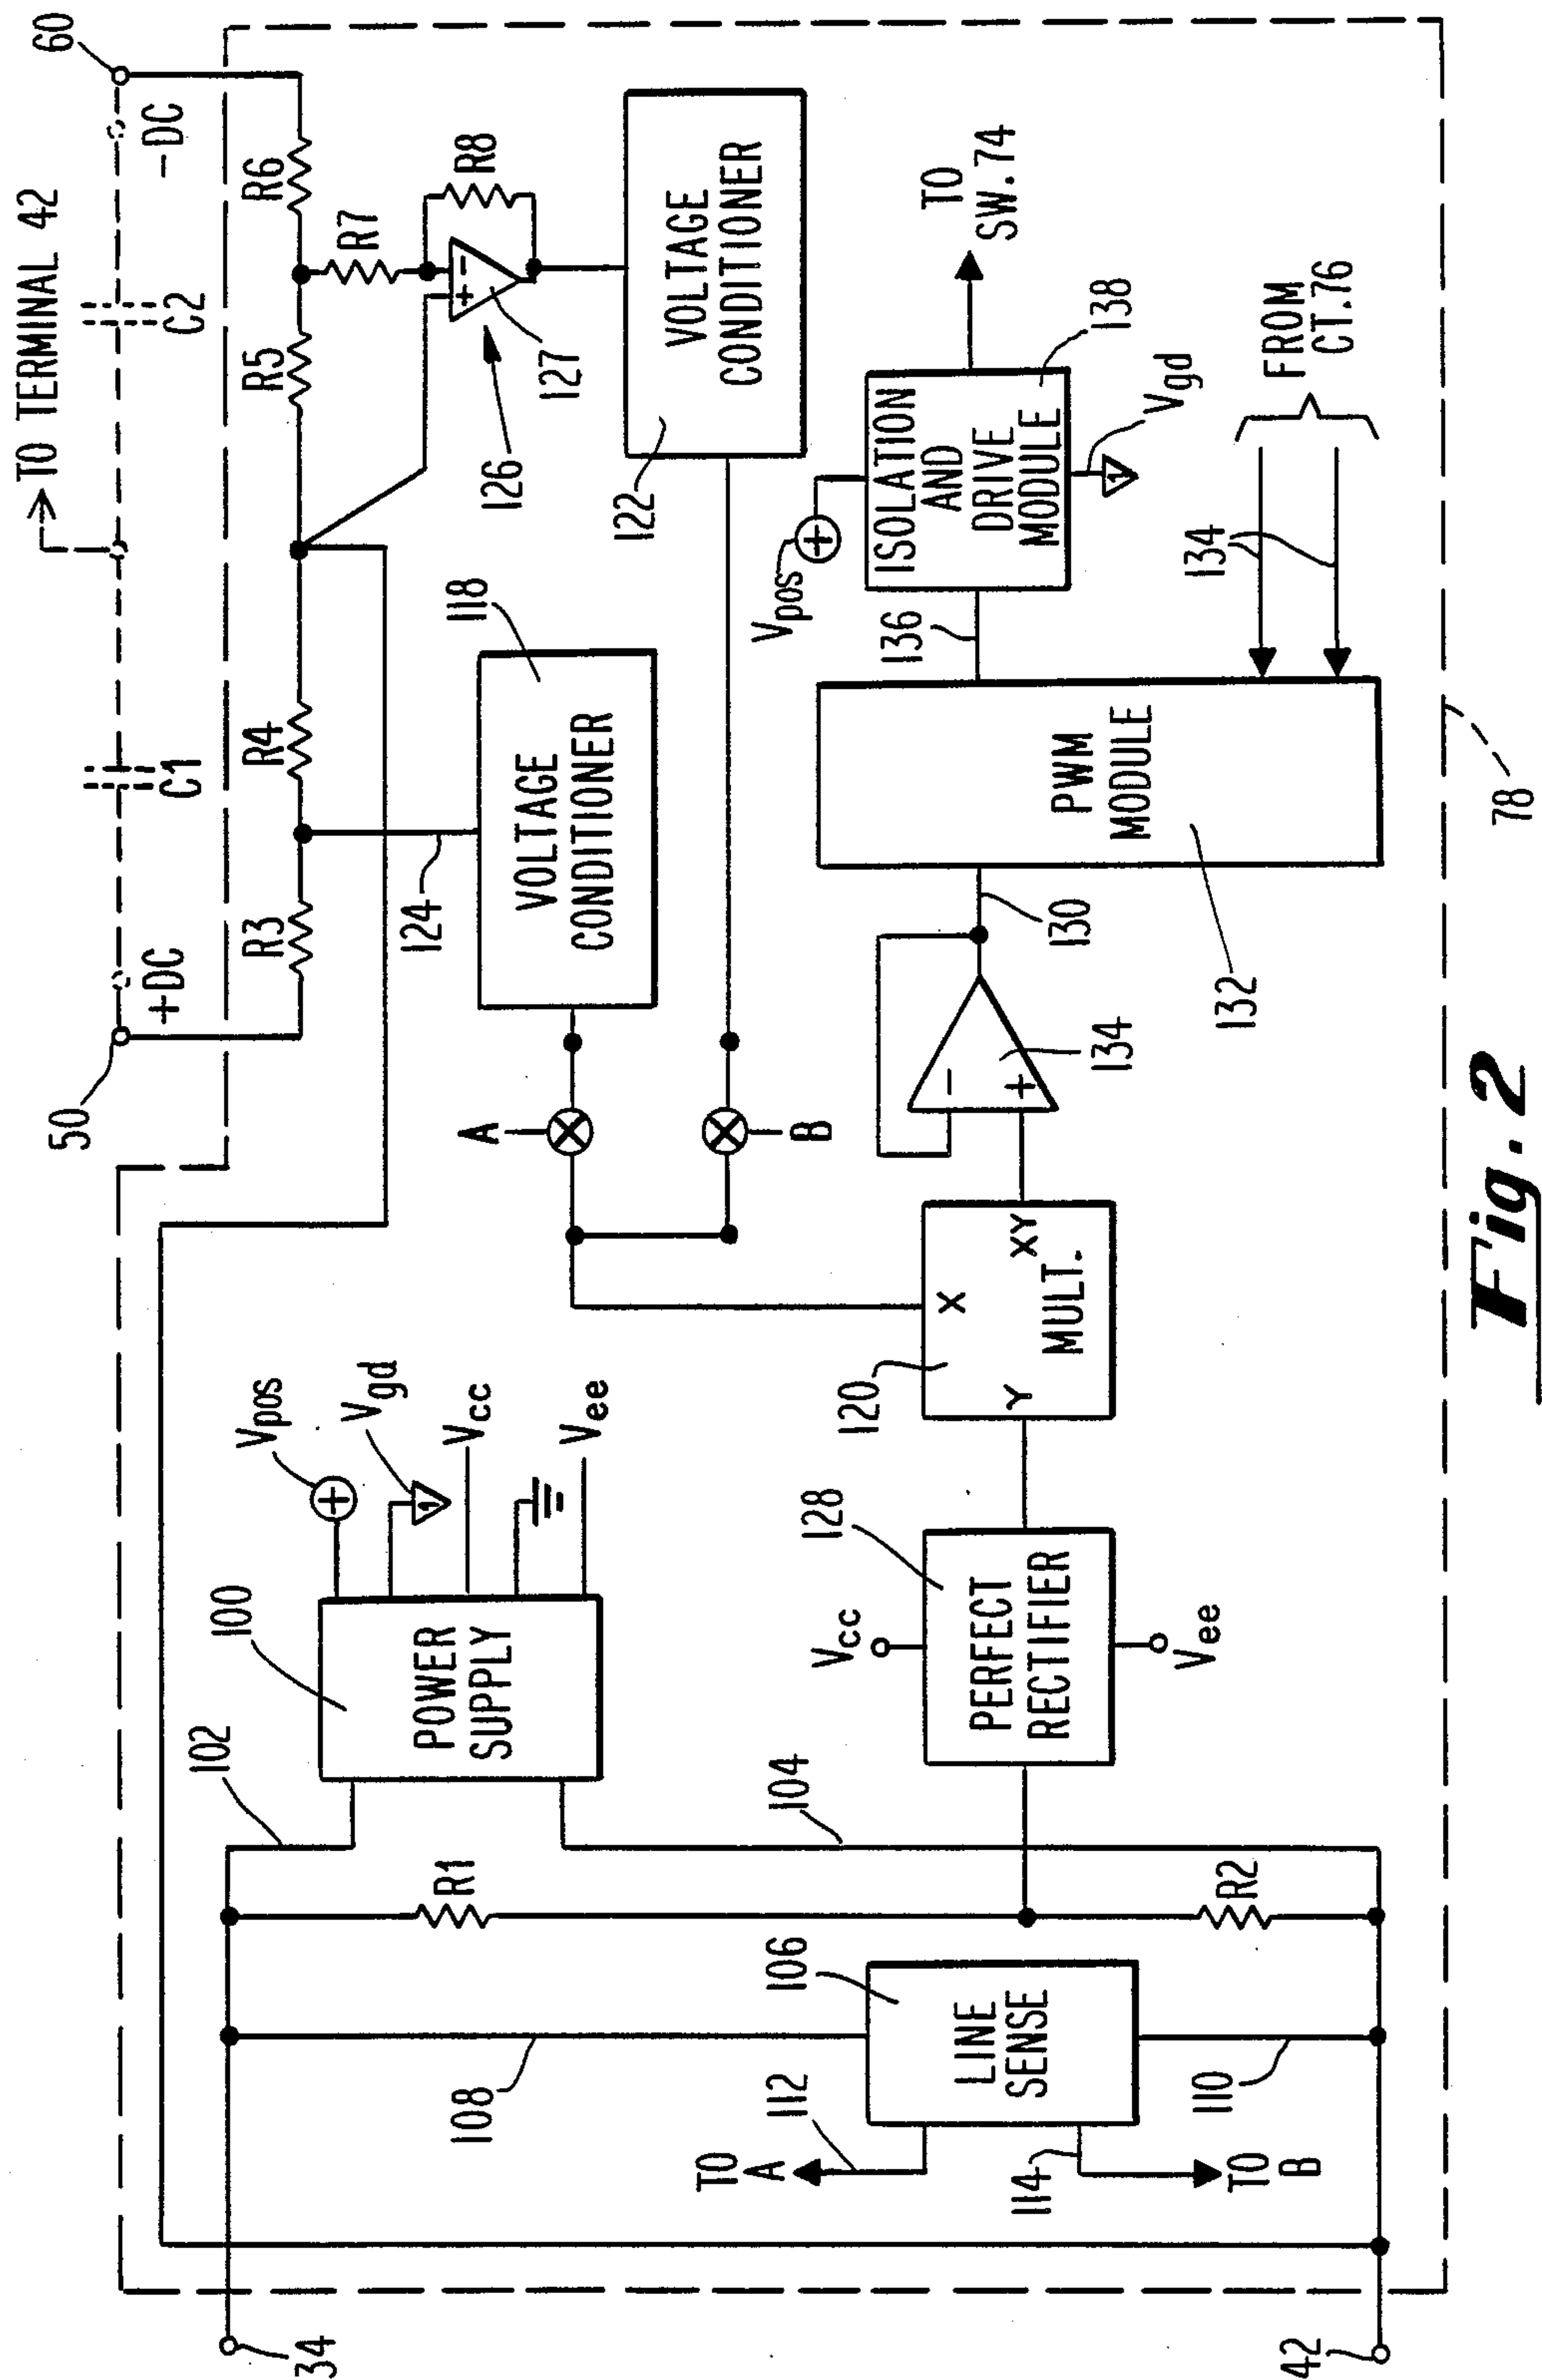 TO TERMINAL 42
50
+DC
C1
C2
-DC
60
R3
R4
R5
R6
R7
R8
124
118
VOLTAGE
CONDITIONER
126
127
122
VOLTAGE
CONDITIONER
A
B
102
100
POWER
SUPPLY
Vpos
Vgd
1
Vcc
Vee
34
108
R1
104
106
LINE
SENSE
112
TO
A
114
TO
B
110
R2
42
Vcc
128
PERFECT
RECTIFIER
Vee
120
X
Y
XY
MULT.
-
+
134
130
132
PWM
MODULE
136
Vpos
+
ISOLATION
AND
DRIVE
MODULE
138
Vgd
1
TO
SW.74
134
FROM
CT.76
78
Fig. 2